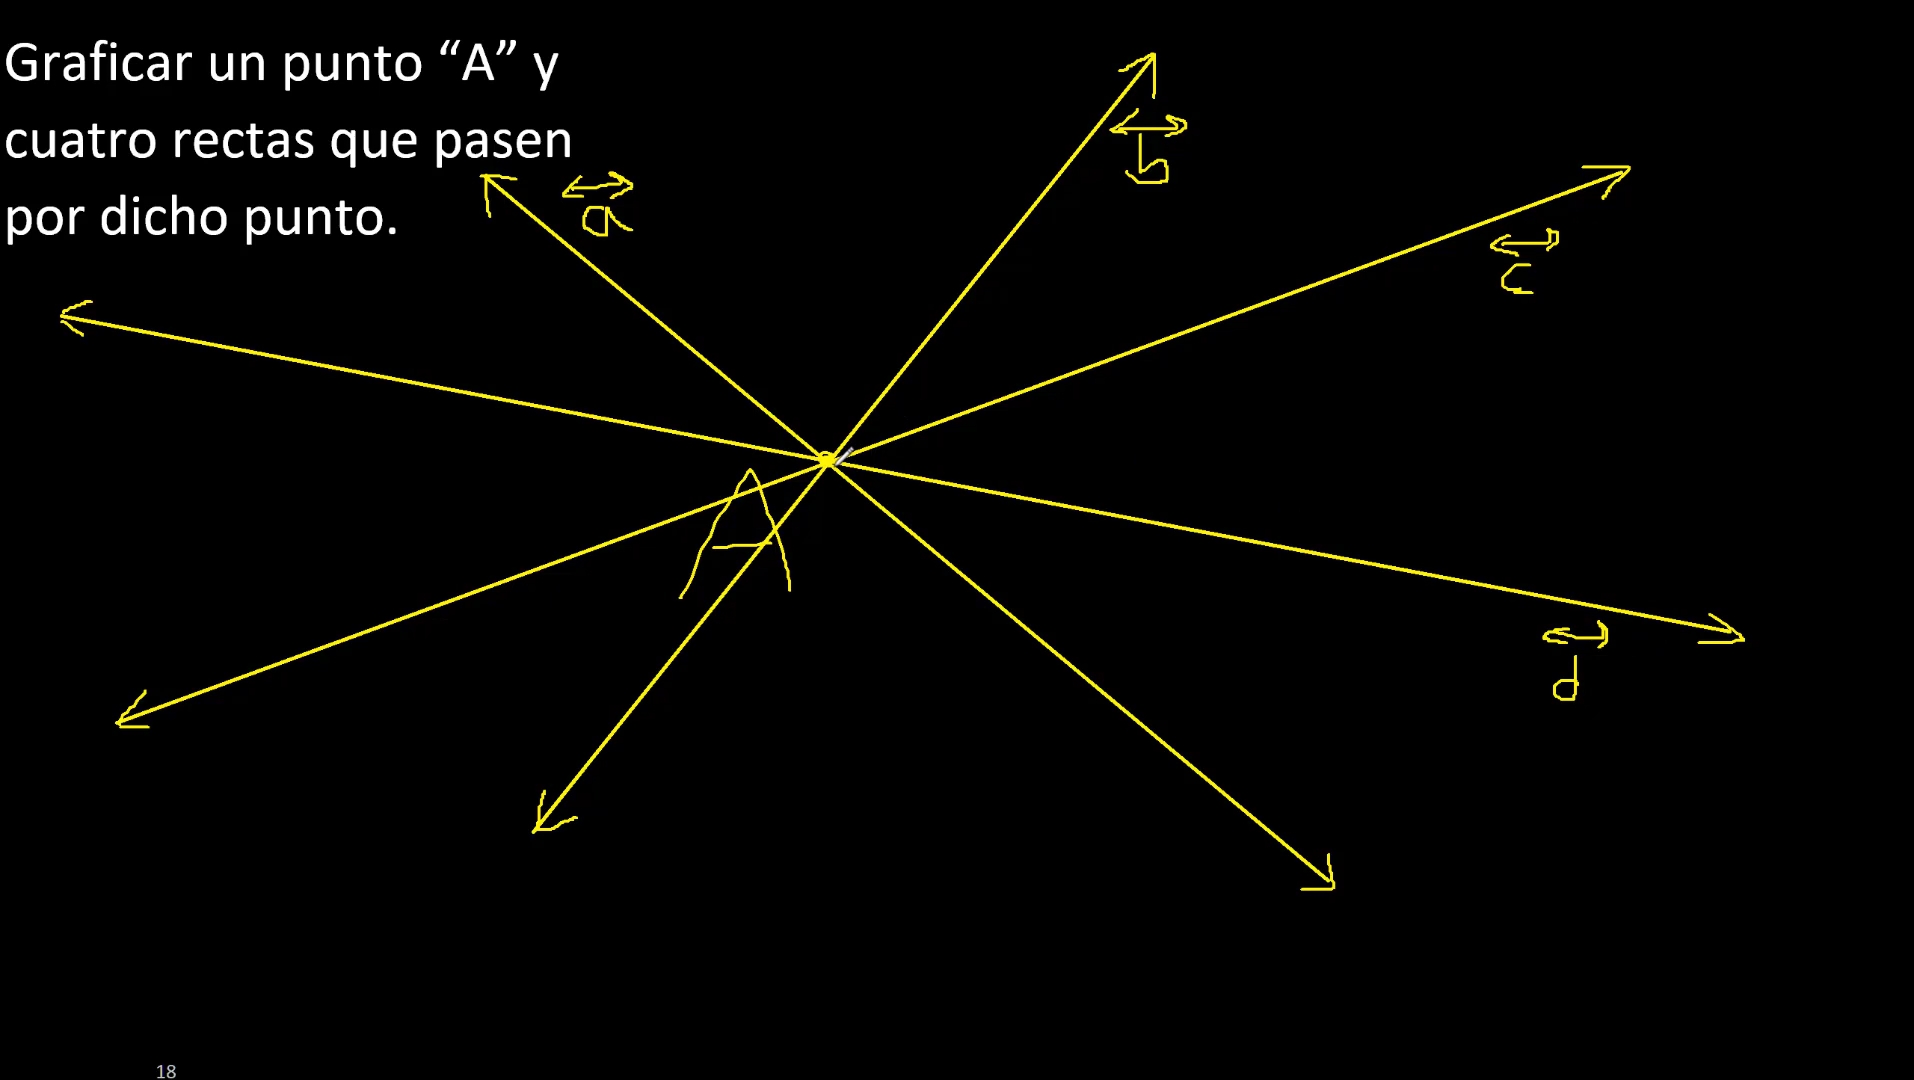 Graficar un punto “A” y
cuatro rectas que pasen
por dicho punto.
a
b
c
A
d
18